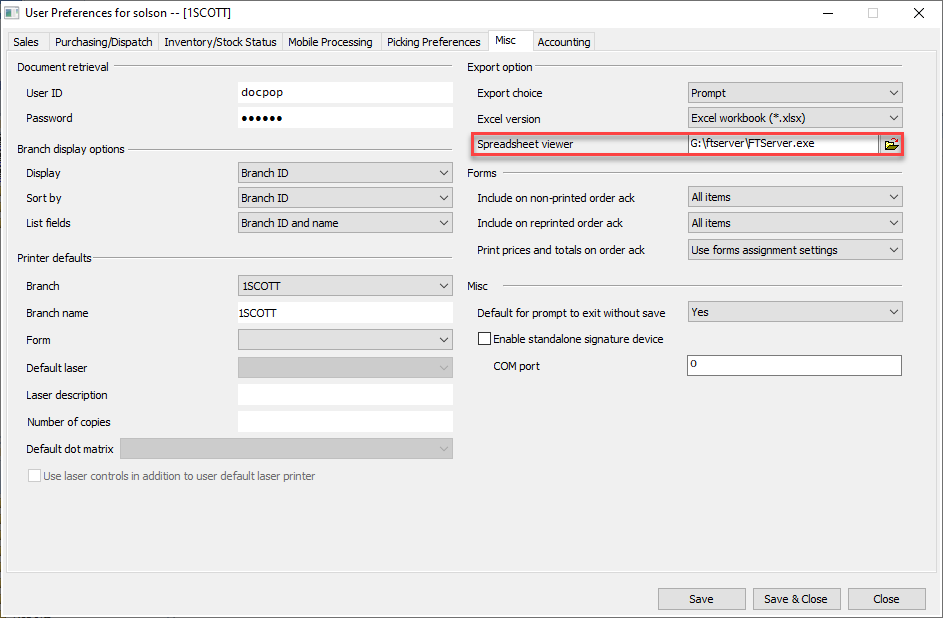 User Preferences for solson -- [1SCOTT]
Sales Purchasing/Dispatch Inventory/Stock Status Mobile Processing Picking Preferences Misc Accounting
Document retrieval
User ID docpop
Password ••••••
Branch display options
Display Branch ID
Sort by Branch ID
List fields Branch ID and name
Printer defaults
Branch 1SCOTT
Branch name 1SCOTT
Form
Default laser
Laser description
Number of copies
Default dot matrix
Use laser controls in addition to user default laser printer
Export option
Export choice Prompt
Excel version Excel workbook (*.xlsx)
Spreadsheet viewer G:\ftserver\FTServer.exe
Forms
Include on non-printed order ack All items
Include on reprinted order ack All items
Print prices and totals on order ack Use forms assignment settings
Misc
Default for prompt to exit without save Yes
Enable standalone signature device
COM port 0
Save Save & Close Close